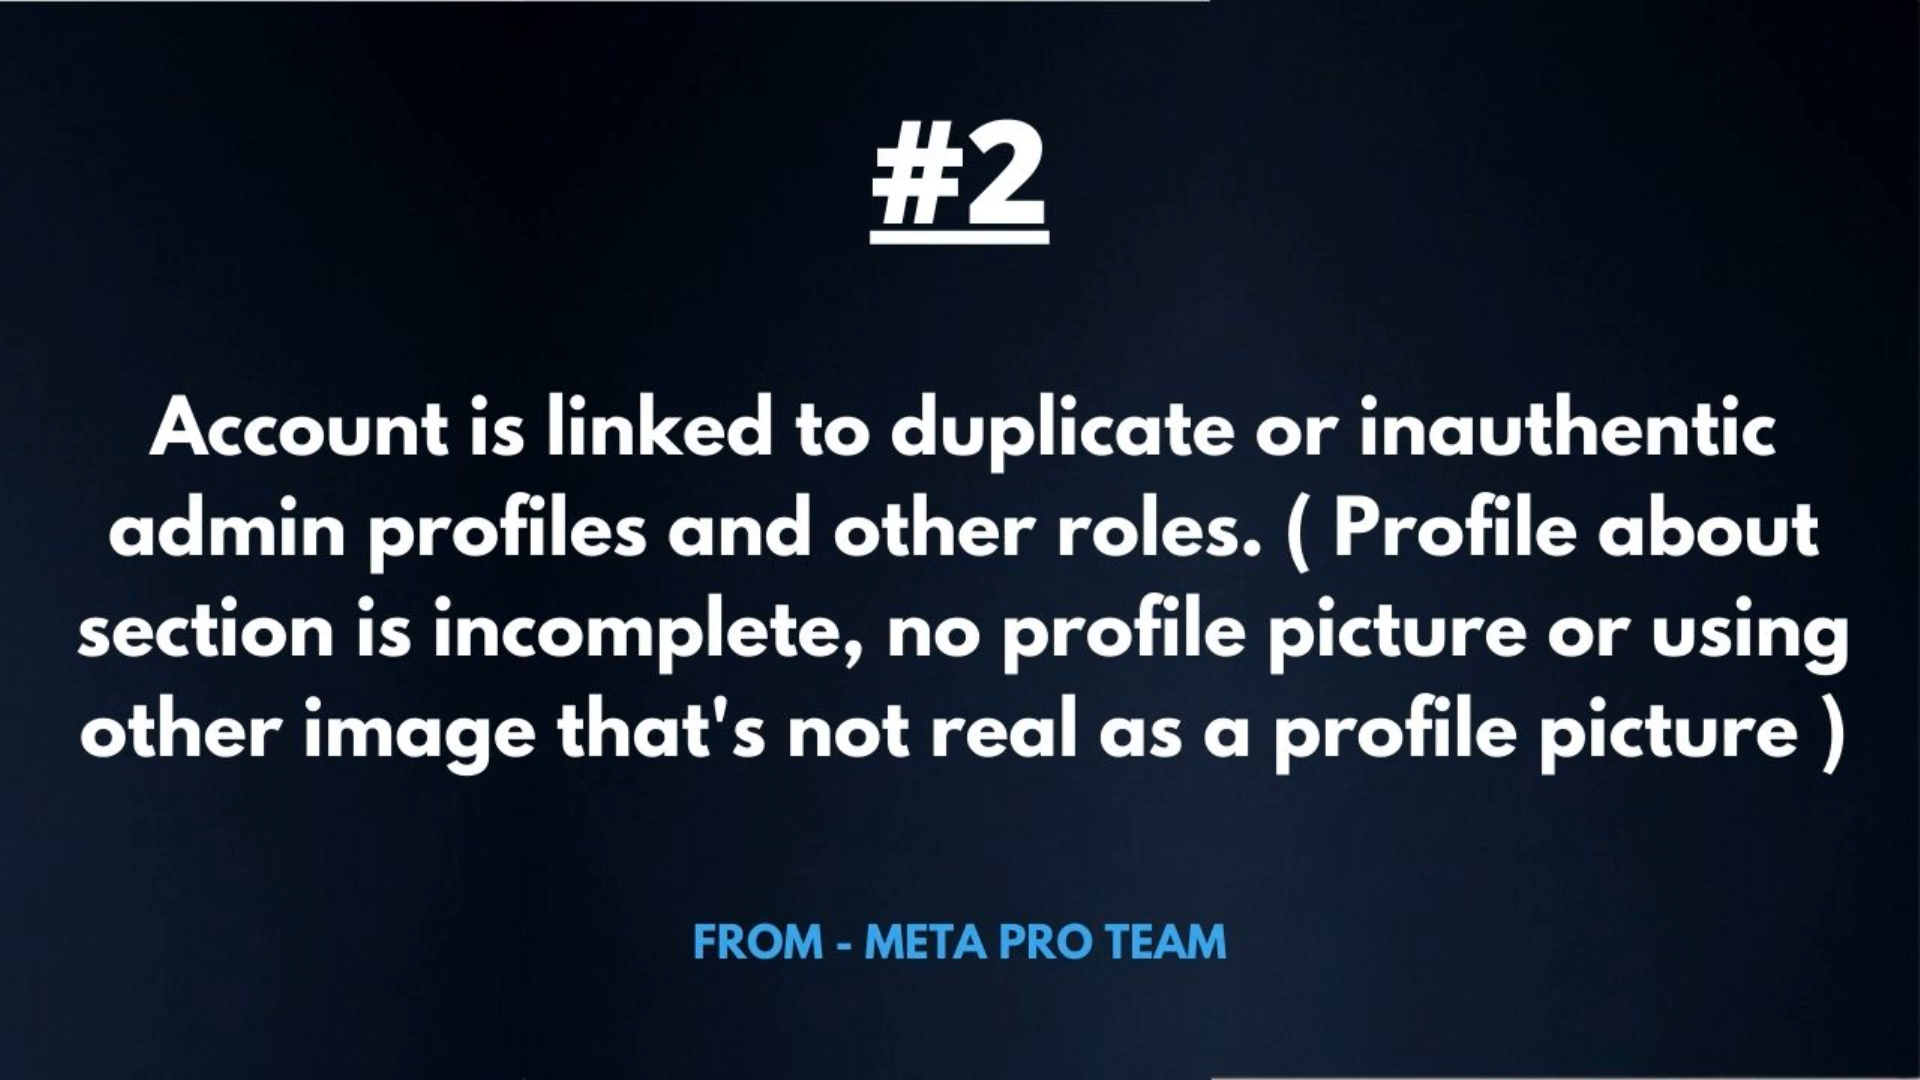 #2
Account is linked to duplicate or inauthentic
admin profiles and other roles. ( Profile about
section is incomplete, no profile picture or using
other image that's not real as a profile picture )
FROM - META PRO TEAM